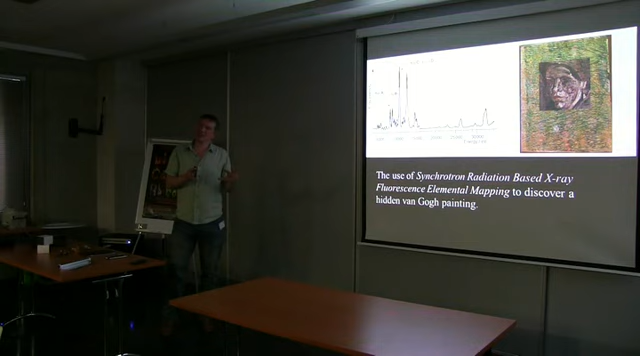 The use of Synchrotron Radiation Based X-ray
Fluorescence Elemental Mapping to discover a
hidden van Gogh painting.